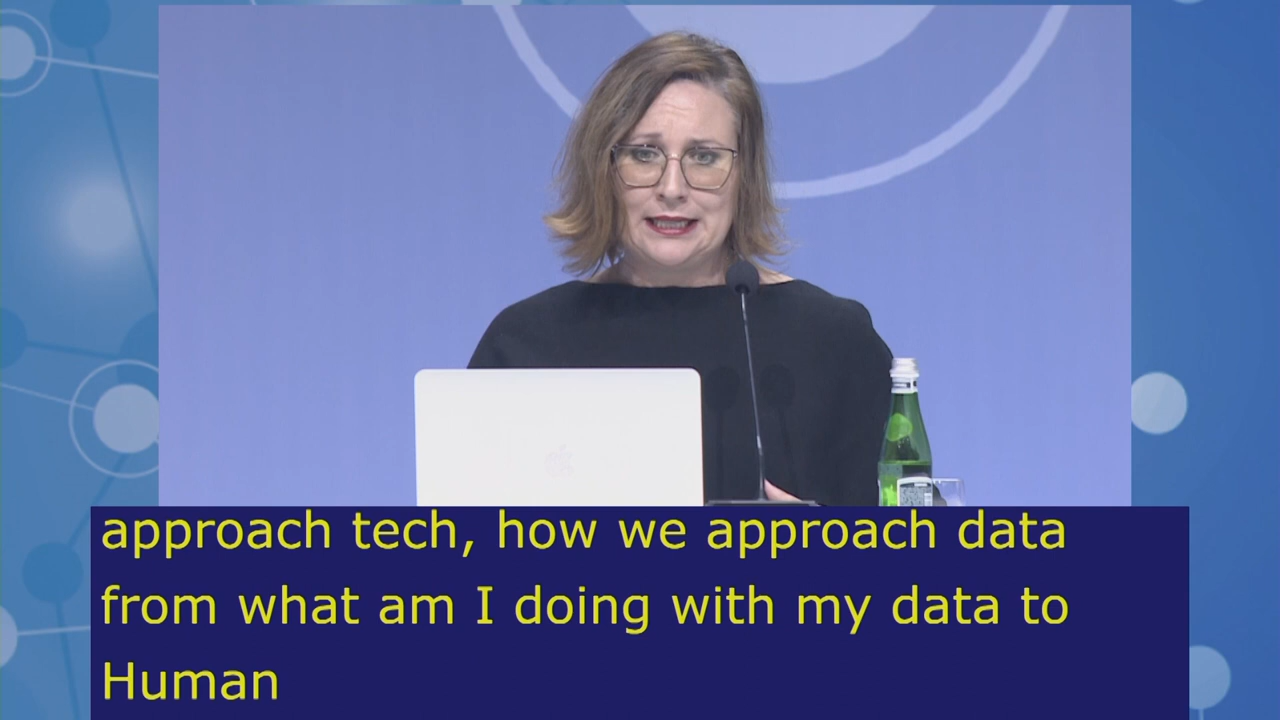 approach tech, how we approach data
from what am I doing with my data to
Human